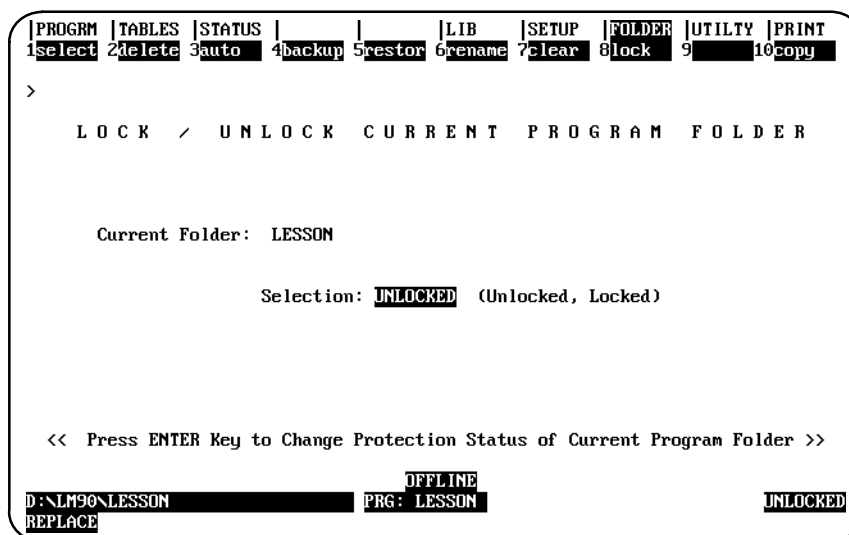 |PROGRM |TABLES |STATUS | | |LIB |SETUP |FOLDER |UTILTY |PRINT
1select 2delete 3auto 4backup 5restor 6rename 7clear 8lock 9 10copy
>
L O C K / U N L O C K C U R R E N T P R O G R A M F O L D E R
Current Folder: LESSON
Selection: UNLOCKED (Unlocked, Locked)
<< Press ENTER Key to Change Protection Status of Current Program Folder >>
OFFLINE
D:\LM90\LESSON PRG: LESSON UNLOCKED
REPLACE